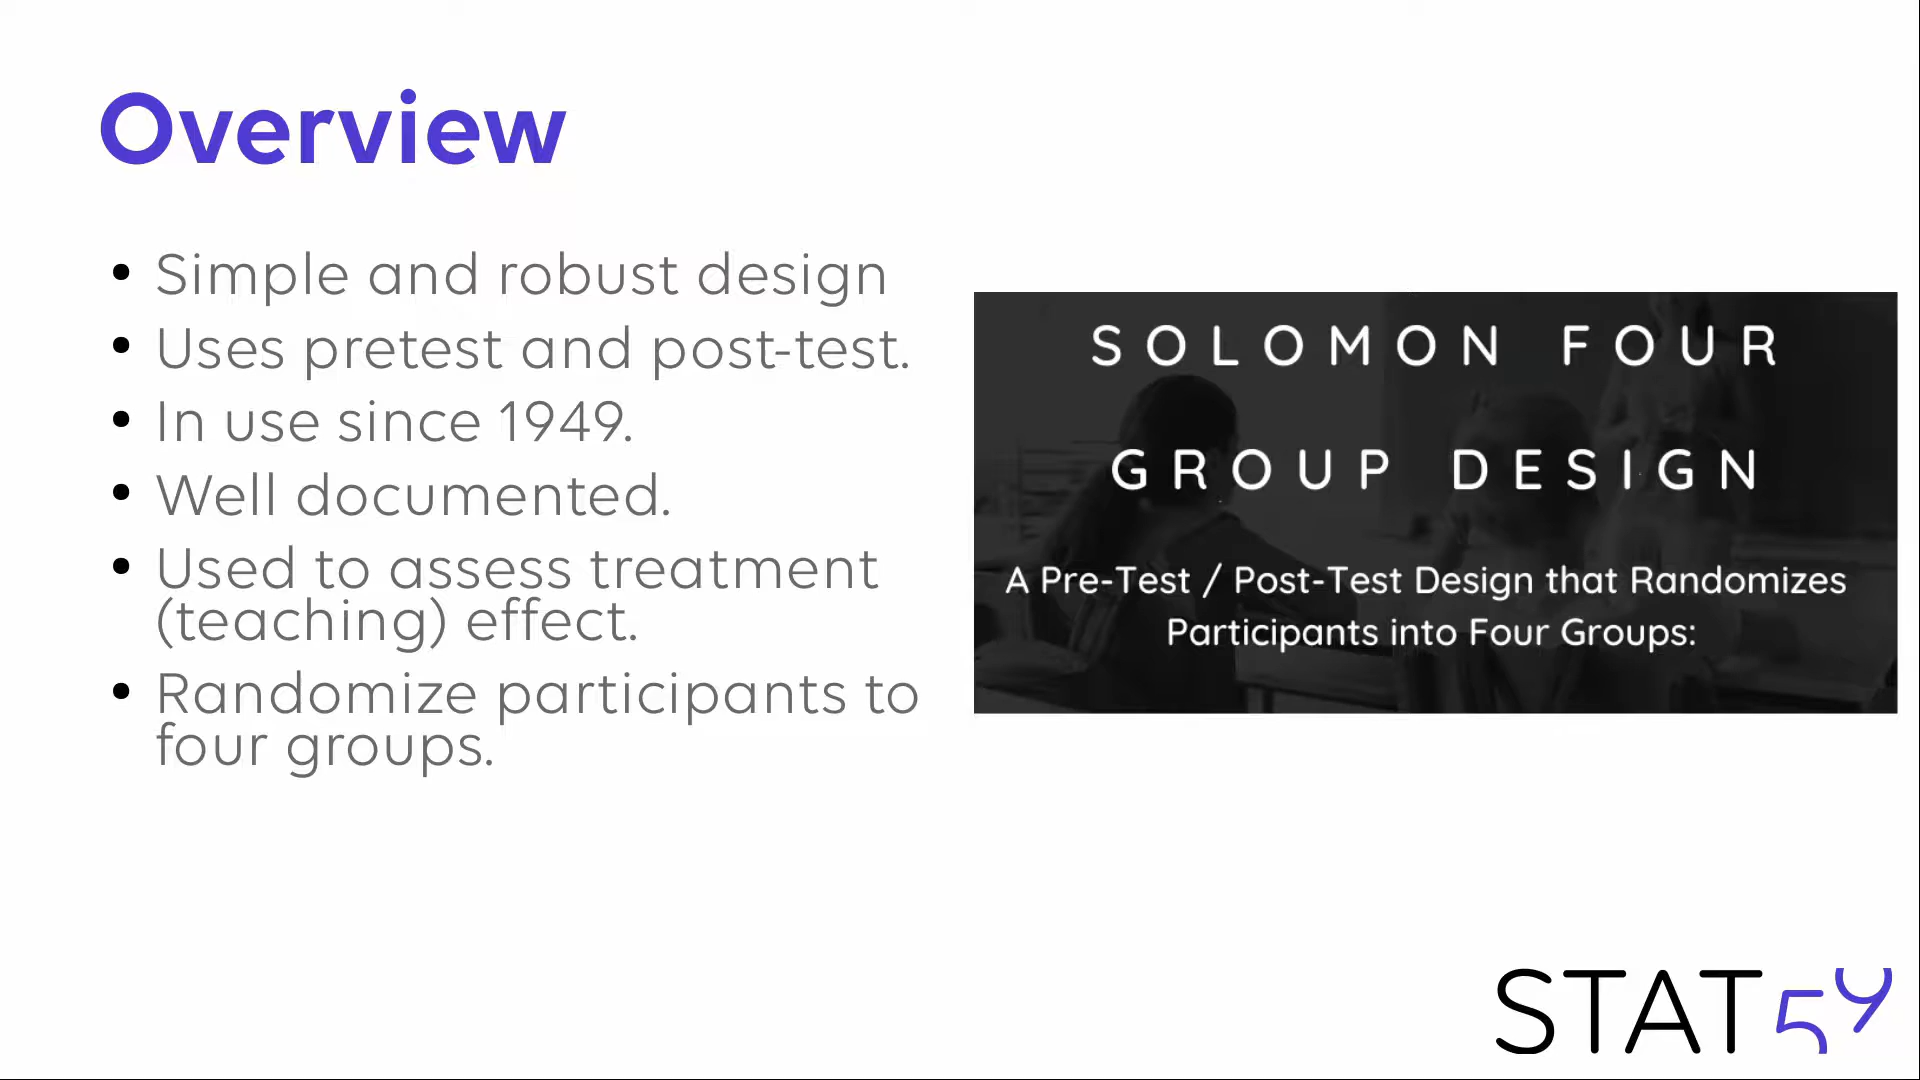 Overview
• Simple and robust design
• Uses pretest and post-test.
• In use since 1949.
• Well documented.
• Used to assess treatment
(teaching) effect.
• Randomize participants to
four groups.
SOLOMON FOUR
GROUP DESIGN
A Pre-Test / Post-Test Design that Randomizes
Participants into Four Groups:
STAT59